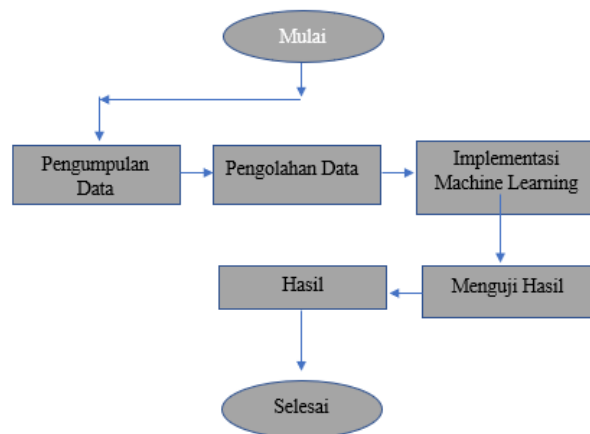 Mulai
Pengumpulan
Data
Pengolahan Data
Implementasi
Machine Learning
Menguji Hasil
Hasil
Selesai